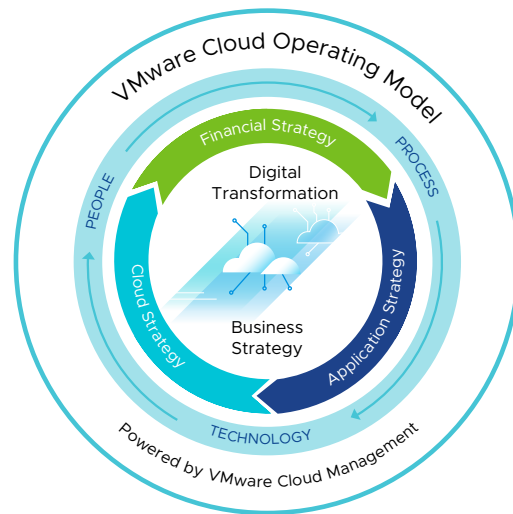 VMware Cloud Operating Model
PEOPLE
PROCESS
TECHNOLOGY
Financial Strategy
Application Strategy
Cloud Strategy
Digital
Transformation
Business
Strategy
Powered by VMware Cloud Management